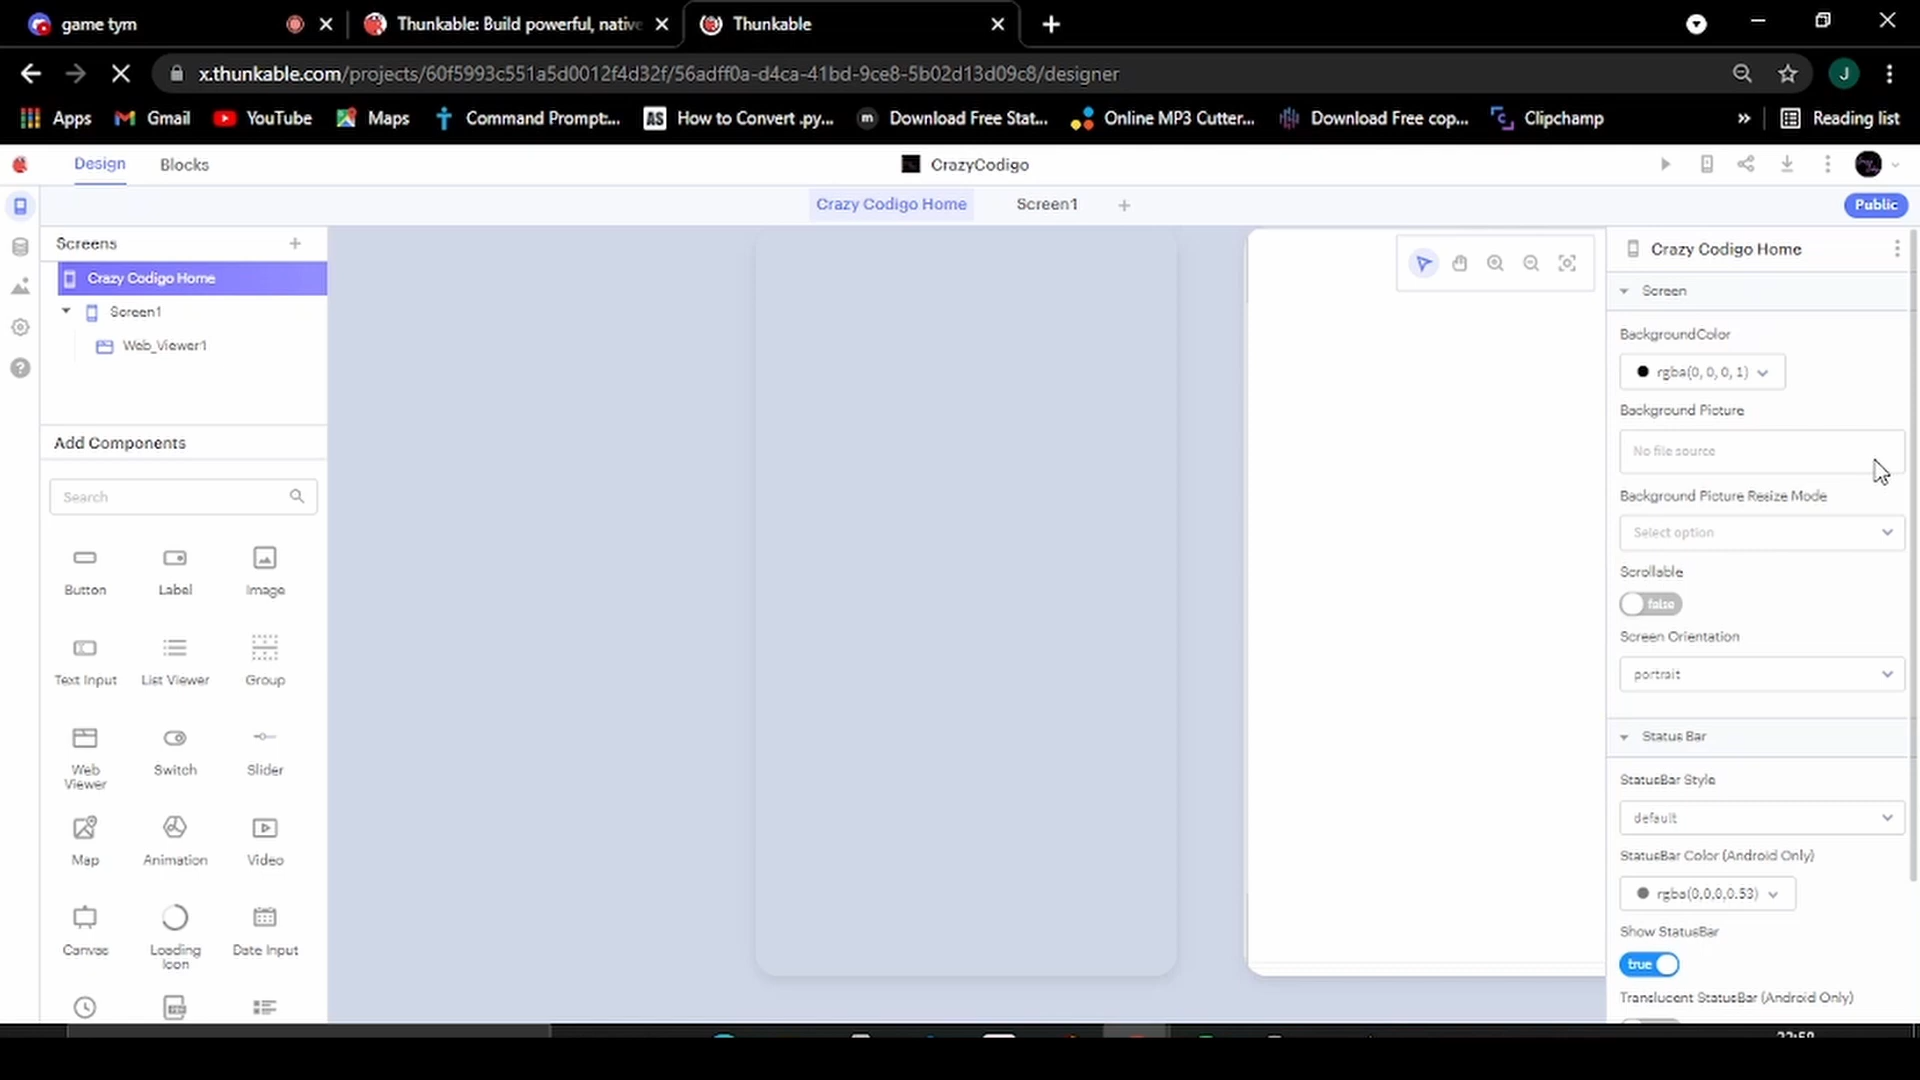 game tym
Thunkable: Build powerful, native
Thunkable
x.thunkable.com/projects/60f5993c551a5d0012f4d32f/56adff0a-d4ca-41bd-9ce8-5b02d13d09c8/designer
J
Apps
Gmail
YouTube
Maps
Command Prompt:...
AS
How to Convert .py...
m
Download Free Stat...
Online MP3 Cutter...
Download Free cop...
Clipchamp
»
Reading list
Design
Blocks
CrazyCodigo
Crazy Codigo Home
Screen1
+
Public
Screens
+
Crazy Codigo Home
Screen1
Web_Viewer1
Add Components
Search
Button
Label
Image
Text Input
List Viewer
Group
Web Viewer
Switch
Slider
Map
Animation
Video
Canvas
Loading Icon
Date Input
Crazy Codigo Home
Screen
BackgroundColor
rgba(0, 0, 0, 1)
Background Picture
No file source
Background Picture Resize Mode
Select option
Scrollable
false
Screen Orientation
portrait
Status Bar
StatusBar Style
default
StatusBar Color (Android Only)
rgba(0,0,0,0.53)
Show StatusBar
true
Translucent StatusBar (Android Only)